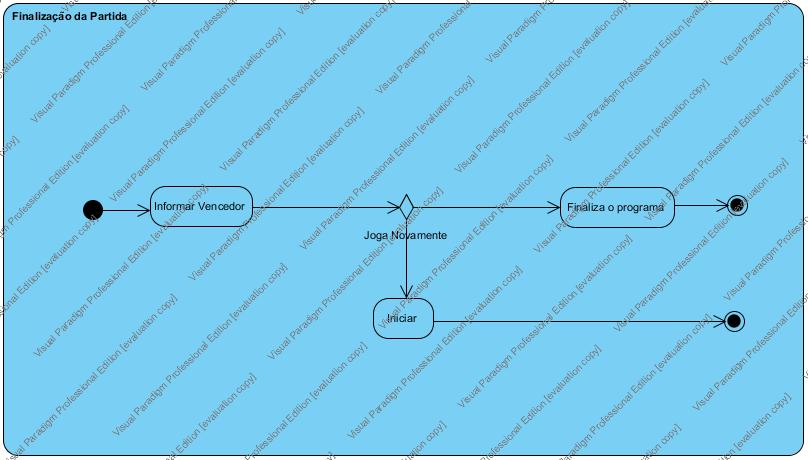 Finalização da Partida
Informar Vencedor
Finaliza o programa
Joga Novamente
Iniciar
Visual Paradigm Professional Edition [evaluation copy]